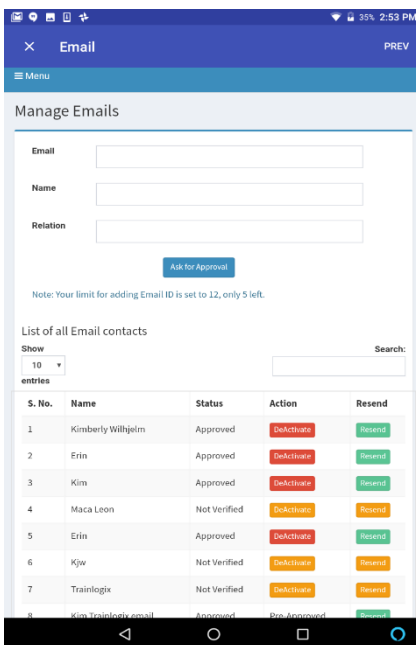 35% 2:53 PM
× Email PREV
Menu
Manage Emails
Email
Name
Relation
Ask for Approval
Note: Your limit for adding Email ID is set to 12, only 5 left.
List of all Email contacts
Show Search:
10
entries
S. No. Name Status Action Resend
1 Kimberly Wilhjelm Approved DeActivate Resend
2 Erin Approved DeActivate Resend
3 Kim Approved DeActivate Resend
4 Maca Leon Not Verified DeActivate Resend
5 Erin Approved DeActivate Resend
6 Kjw Not Verified DeActivate Resend
7 Trainlogix Not Verified DeActivate Resend
8 Kim Trainlogix email Approved Pre-Approved Resend